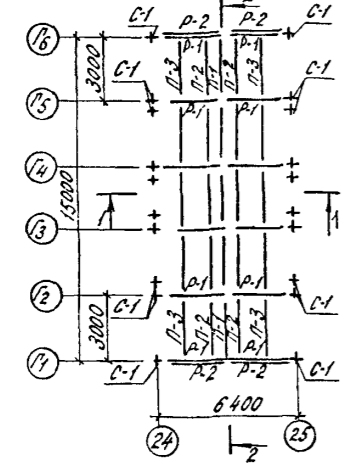 С-1 Р-2 Р-2 С-1
Г6
Р-1 Р-1
3000
С-1 П-3 П-2 П-1 П-2 П-3 С-1
Г5
Р-1 Р-1
Г4
15000
1 1
Г3
Р-1 Р-1
Г2
С-1 С-1
3000
П-3 П-2 П-1 П-2 П-3
Р-1 Р-1
Г1
С-1 Р-2 Р-2 С-1
6400
24 25
2